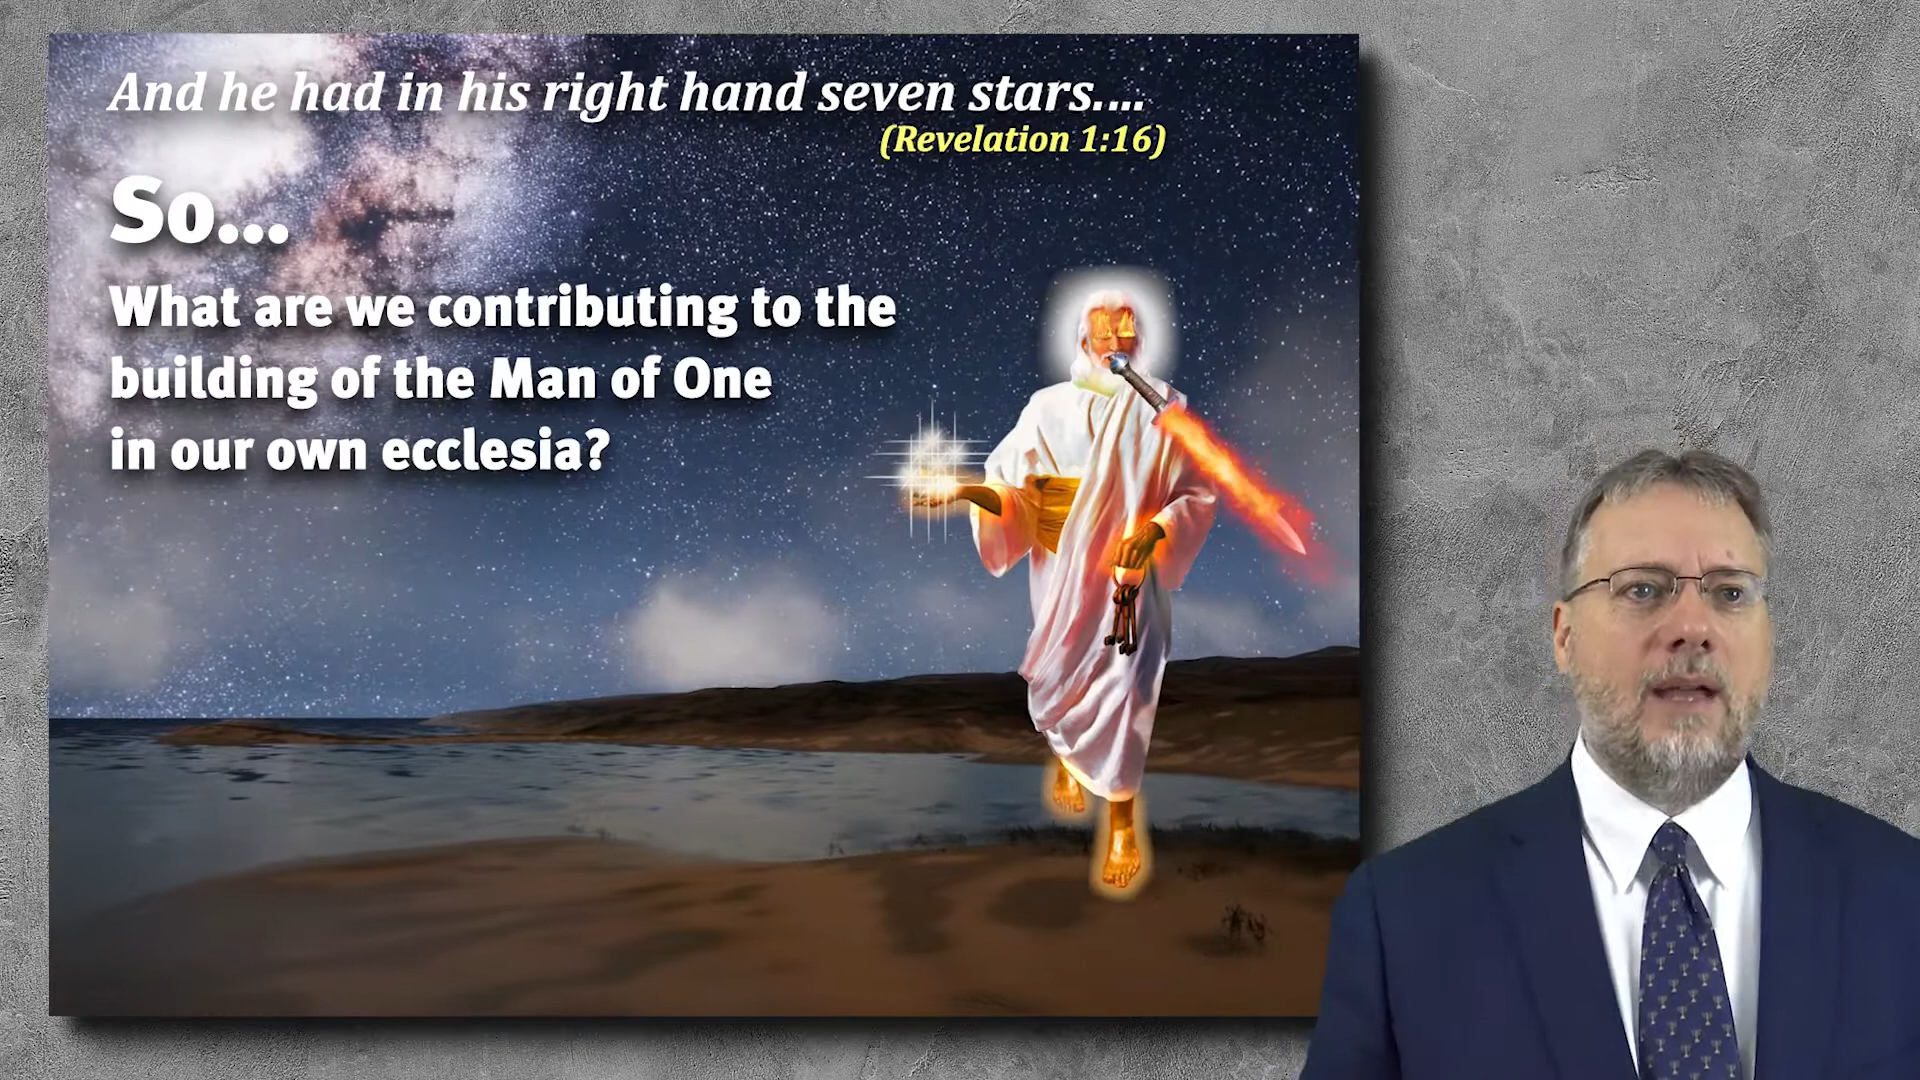 And he had in his right hand seven stars....
(Revelation 1:16)
So...
What are we contributing to the
building of the Man of One
in our own ecclesia?